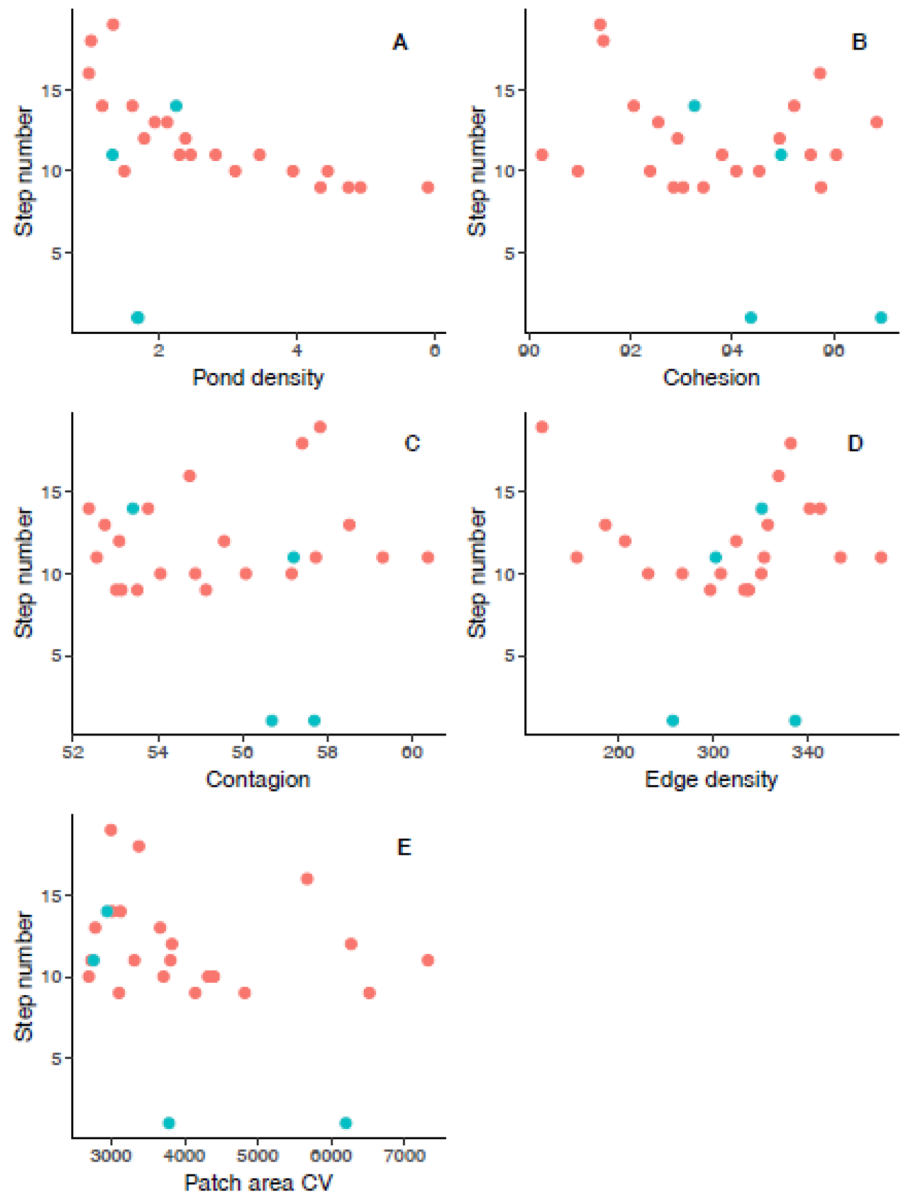 A
B
15
10
5
Step number
2
4
6
Pond density
15
10
5
Step number
90
92
94
96
Cohesion
C
D
15
10
5
Step number
52
54
56
58
60
Contagion
15
10
5
Step number
260
300
340
Edge density
E
15
10
5
Step number
3000
4000
5000
6000
7000
Patch area CV